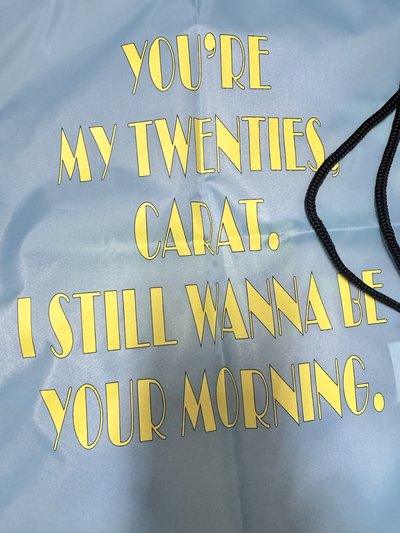 YOU'RE
MY TWENTIES,
CARAT.
I STILL WANNA BE
YOUR MORNING.